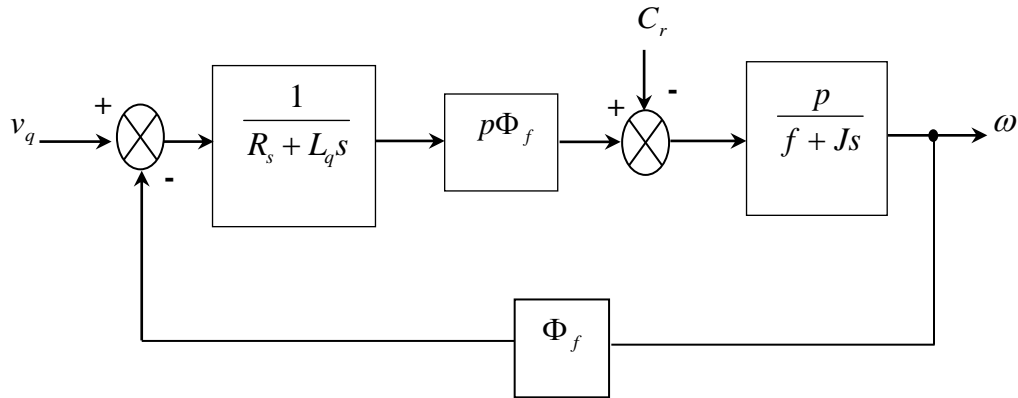 C_r
+
-
+
-
v_q
1
R_s + L_q s
pΦ_f
p
f + Js
ω
Φ_f